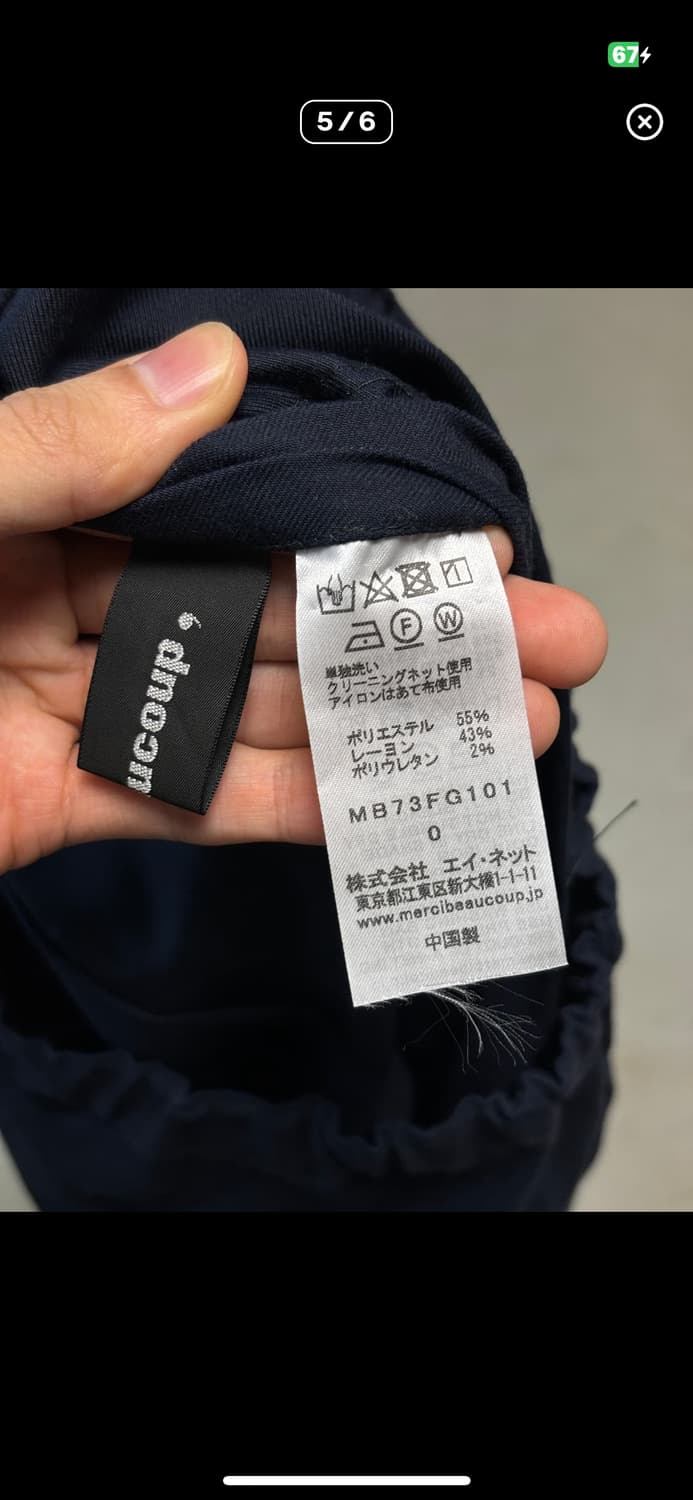 67
5/6
ucoup,
F W
単独洗い
クリーニングネット使用
アイロンはあて布使用
ポリエステル 55%
レーヨン 43%
ポリウレタン 2%
MB73FG101
0
株式会社 エイ・ネット
東京都江東区新大橋1-1-11
www.mercibeaucoup.jp
中国製